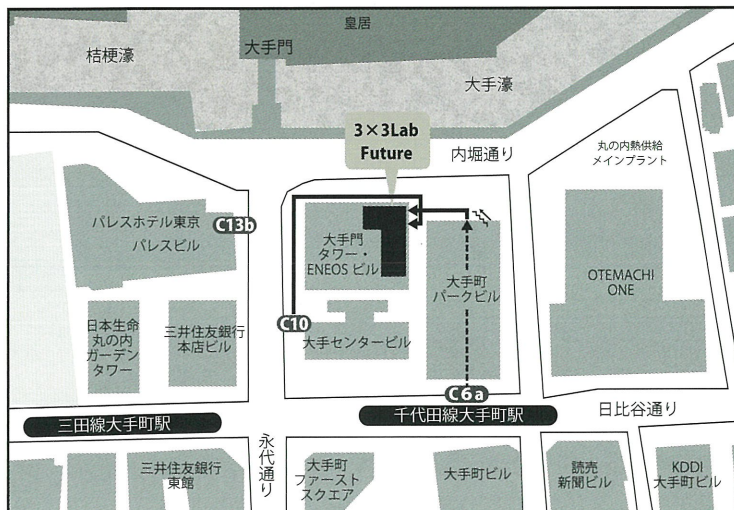 皇居
大手門
桔梗濠
大手濠
3×3Lab
Future
内堀通り
丸の内熱供給
メインプラント
パレスホテル東京
パレスビル
C13b
大手門
タワー・
ENEOS ビル
大手町
パークビル
OTEMACHI
ONE
日本生命
丸の内
ガーデン
タワー
三井住友銀行
本店ビル
C10
大手センタービル
C6a
三田線大手町駅
千代田線大手町駅
日比谷通り
永代通り
三井住友銀行
東館
大手町
ファースト
スクエア
大手町ビル
読売
新聞ビル
KDDI
大手町ビル